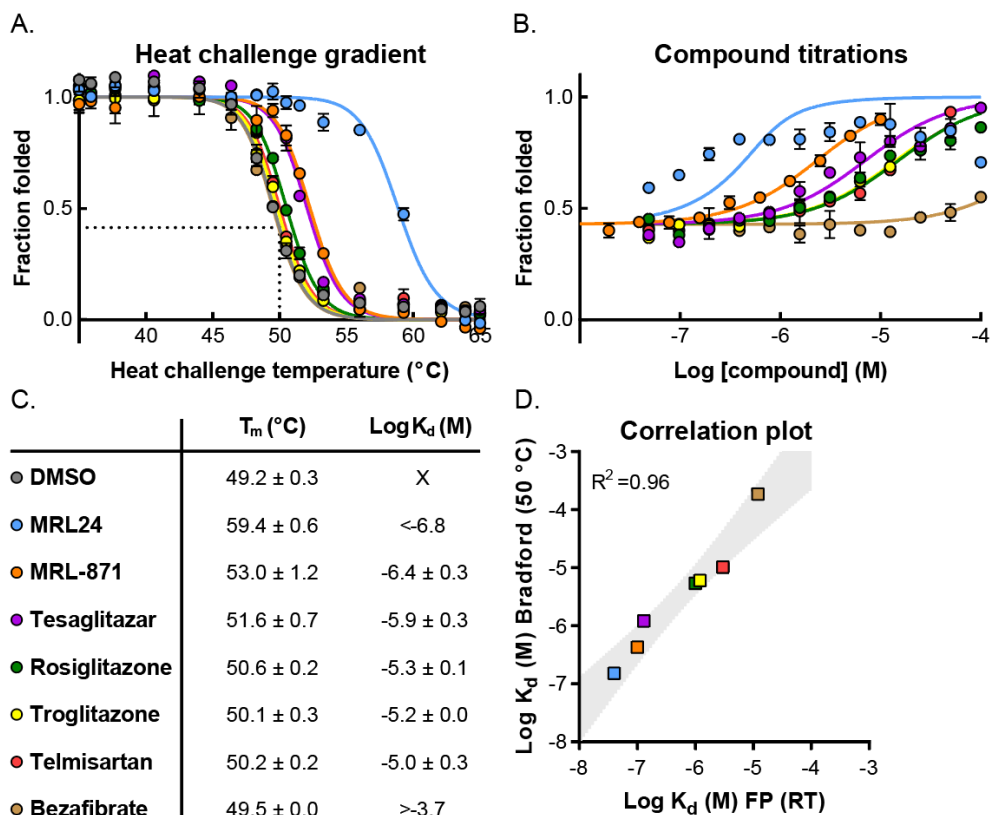 A.
Heat challenge gradient
Fraction folded
1.0
0.5
0.0
40 45 50 55 60 65
Heat challenge temperature (°C)
B.
Compound titrations
Fraction folded
1.0
0.5
0.0
-7 -6 -5 -4
Log [compound] (M)
C.
Tm (°C) Log Kd (M)
DMSO 49.2 ± 0.3 X
MRL24 59.4 ± 0.6 <-6.8
MRL-871 53.0 ± 1.2 -6.4 ± 0.3
Tesaglitazar 51.6 ± 0.7 -5.9 ± 0.3
Rosiglitazone 50.6 ± 0.2 -5.3 ± 0.1
Troglitazone 50.1 ± 0.3 -5.2 ± 0.0
Telmisartan 50.2 ± 0.2 -5.0 ± 0.3
Bezafibrate 49.5 ± 0.0 >-3.7
D.
Correlation plot
R2 =0.96
Log Kd (M) Bradford (50 °C)
-3
-4
-5
-6
-7
-8
-8 -7 -6 -5 -4 -3
Log Kd (M) FP (RT)